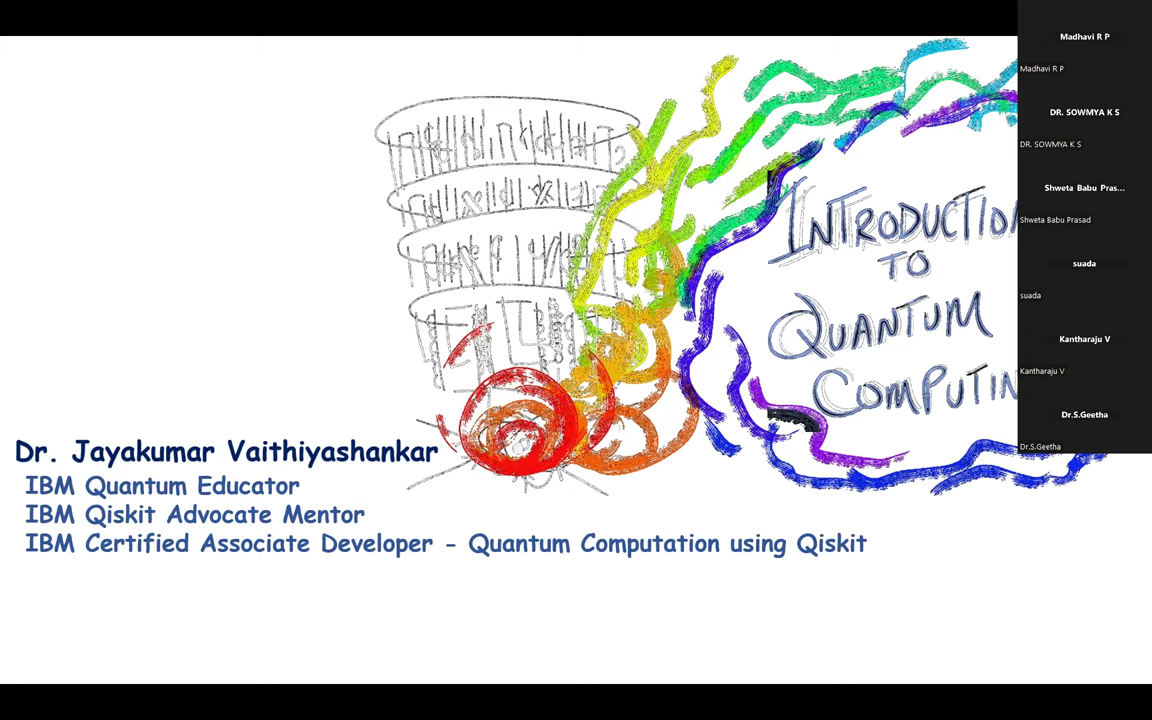 INTRODUCTIO
TO
QUANTUM
COMPUTIN
Dr. Jayakumar Vaithiyashankar
IBM Quantum Educator
IBM Qiskit Advocate Mentor
IBM Certified Associate Developer - Quantum Computation using Qiskit
Madhavi R P
Madhavi R P
DR. SOWMYA K S
DR. SOWMYA K S
Shweta Babu Pras...
Shweta Babu Prasad
suada
suada
Kantharaju V
Kantharaju V
Dr.S.Geetha
Dr.S.Geetha